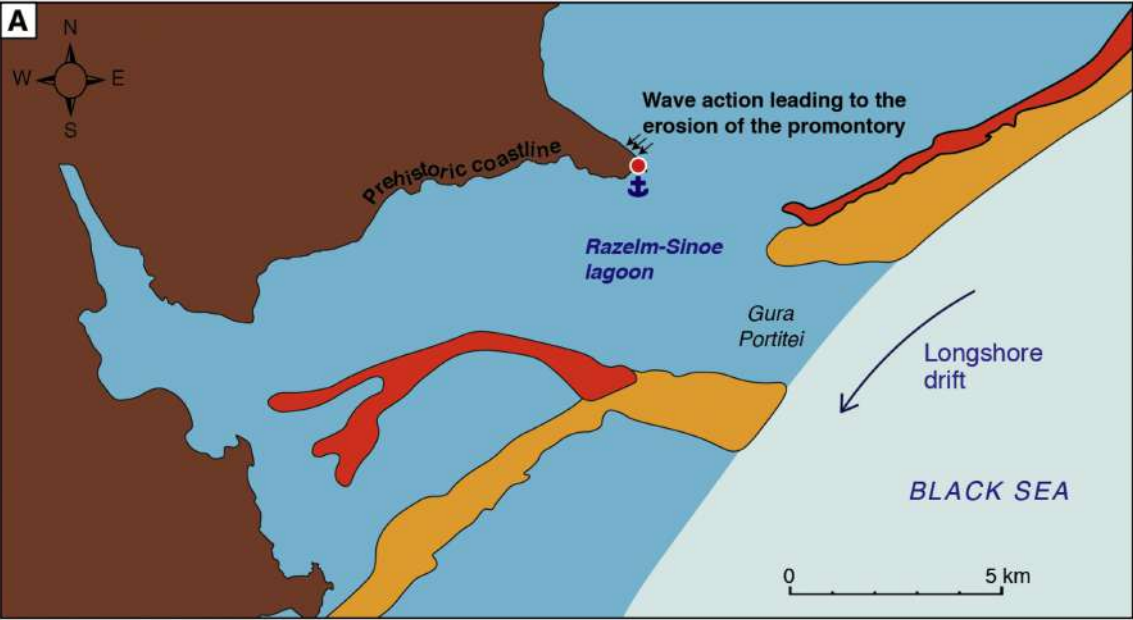 A
N
W E
S
Wave action leading to the
erosion of the promontory
Prehistoric coastline
Razelm-Sinoe
lagoon
Gura
Portitei
Longshore
drift
BLACK SEA
0 5 km